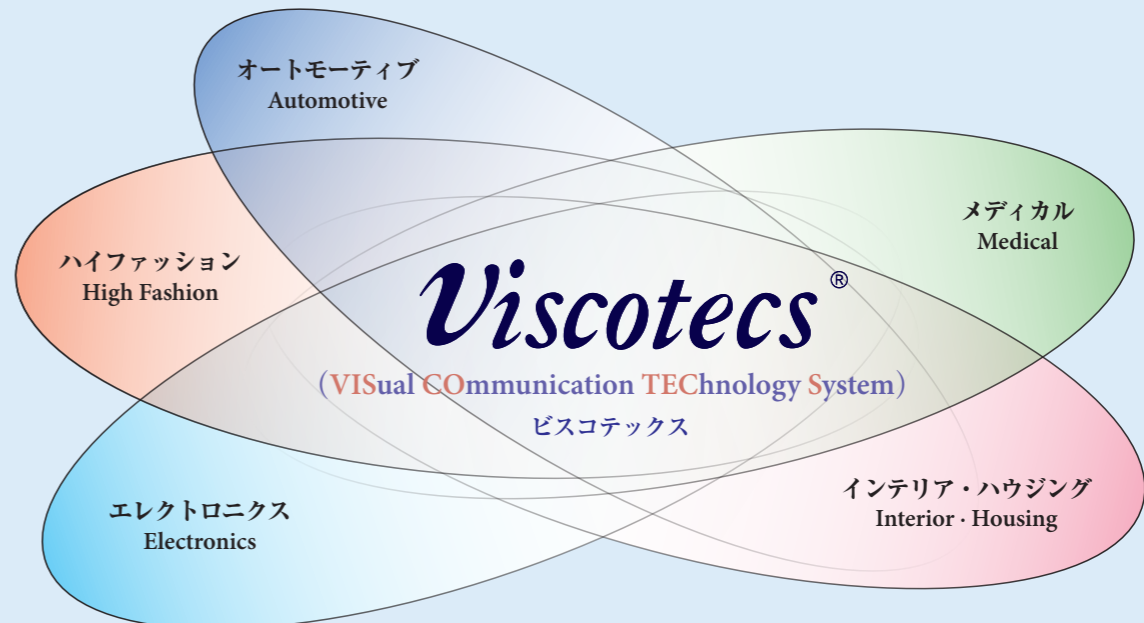 オートモーティブ
Automotive
メディカル
Medical
ハイファッション
High Fashion
Viscotecs®
(VISual COmmunication TEChnology System)
ビスコテックス
インテリア・ハウジング
Interior · Housing
エレクトロニクス
Electronics